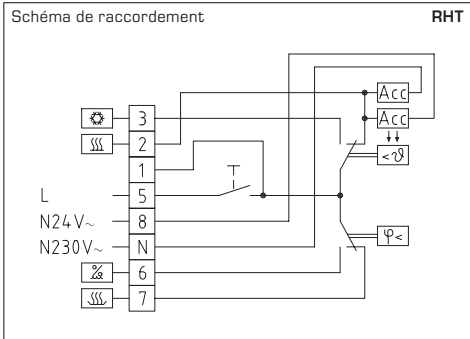 Schéma de raccordement RHT
Acc
3 Acc
2
<ϑ
1
L 5
N24V~ 8
N230V~ N
φ<
% 6
7